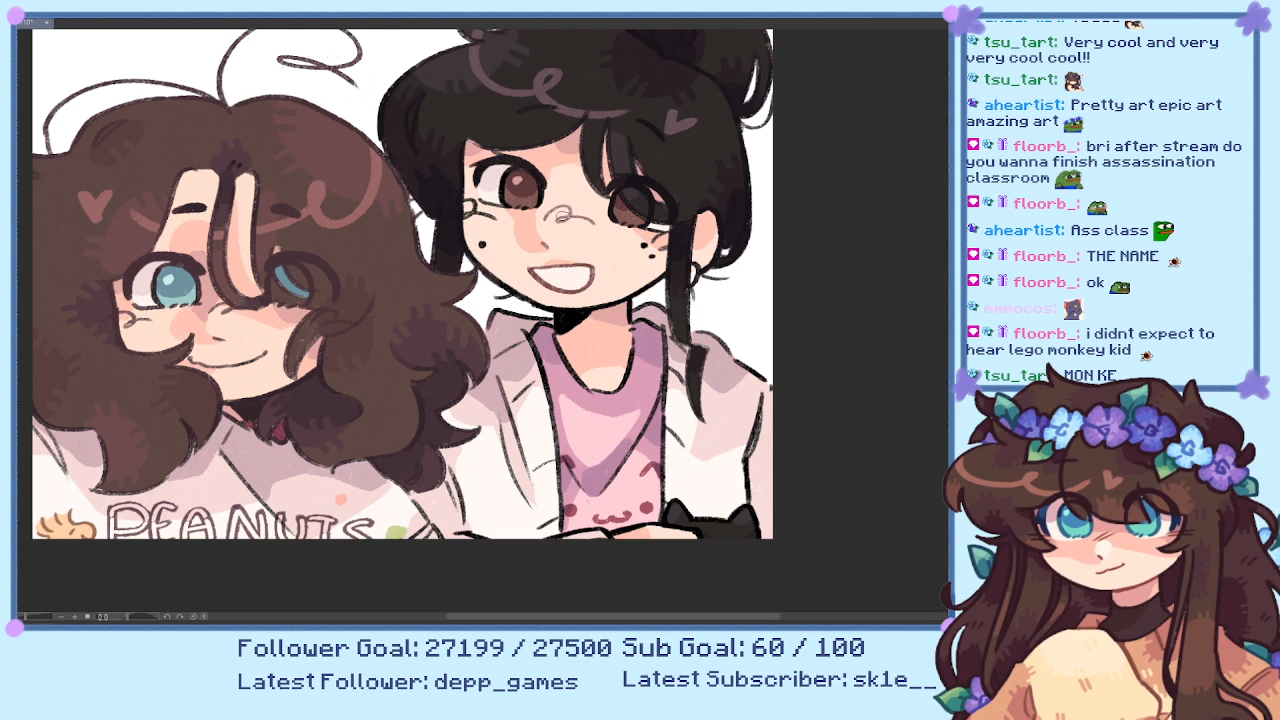 tsu_tart: Very cool and very
very cool cool!!
tsu_tart:
aheartist: Pretty art epic art
amazing art
floorb_: bri after stream do
you wanna finish assassination
classroom
floorb_:
aheartist: Ass class
floorb_: THE NAME
floorb_: ok
mmmocos:
floorb_: i didnt expect to
hear lego monkey kid
tsu_tar MON KE
PEANUTS
Follower Goal: 27199 / 27500 Sub Goal: 60 / 100
Latest Follower: depp_games
Latest Subscriber: sk1e__